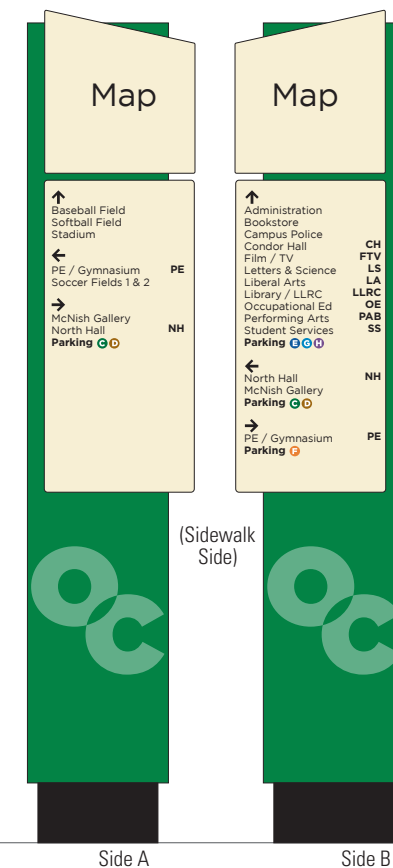 Map
↑
Baseball Field
Softball Field
Stadium
←
PE / Gymnasium PE
Soccer Fields 1 & 2
→
McNish Gallery
North Hall NH
Parking C D
OC
Side A
(Sidewalk
Side)
Map
↑
Administration
Bookstore
Campus Police
Condor Hall CH
Film / TV FTV
Letters & Science LS
Liberal Arts LA
Library / LLRC LLRC
Occupational Ed OE
Performing Arts PAB
Student Services SS
Parking E G H
←
North Hall NH
McNish Gallery
Parking C D
→
PE / Gymnasium PE
Parking F
OC
Side B